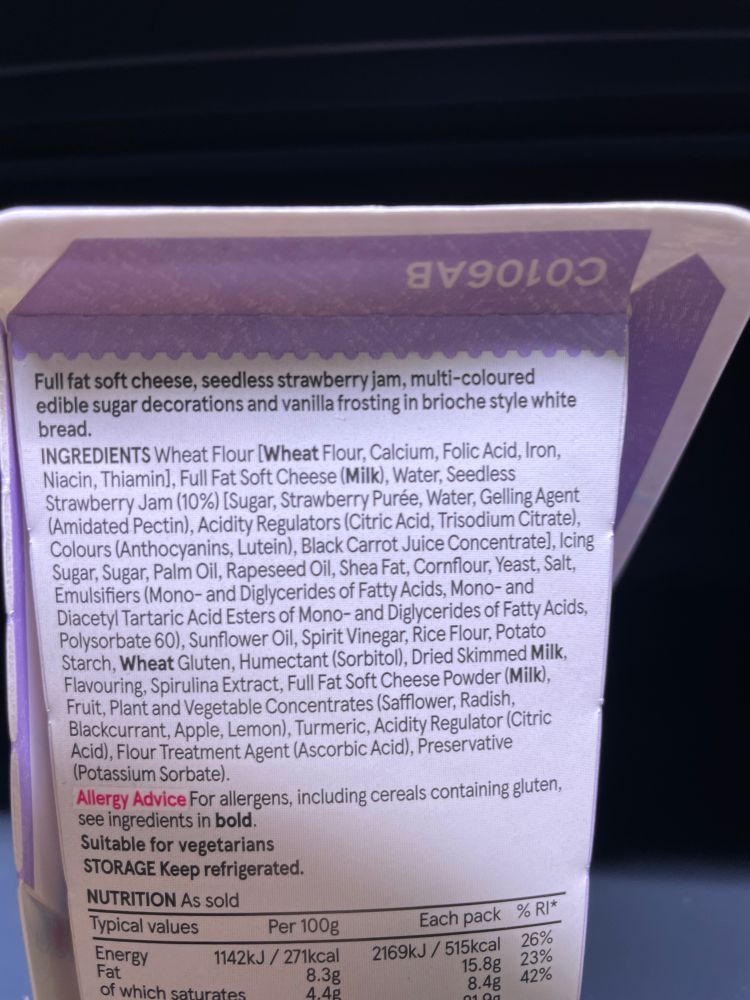 C0106AB
Full fat soft cheese, seedless strawberry jam, multi-coloured
edible sugar decorations and vanilla frosting in brioche style white
bread.
INGREDIENTS Wheat Flour [Wheat Flour, Calcium, Folic Acid, Iron,
Niacin, Thiamin], Full Fat Soft Cheese (Milk), Water, Seedless
Strawberry Jam (10%) [Sugar, Strawberry Purée, Water, Gelling Agent
(Amidated Pectin), Acidity Regulators (Citric Acid, Trisodium Citrate),
Colours (Anthocyanins, Lutein), Black Carrot Juice Concentrate], Icing
Sugar, Sugar, Palm Oil, Rapeseed Oil, Shea Fat, Cornflour, Yeast, Salt,
Emulsifiers (Mono- and Diglycerides of Fatty Acids, Mono- and
Diacetyl Tartaric Acid Esters of Mono- and Diglycerides of Fatty Acids,
Polysorbate 60), Sunflower Oil, Spirit Vinegar, Rice Flour, Potato
Starch, Wheat Gluten, Humectant (Sorbitol), Dried Skimmed Milk,
Flavouring, Spirulina Extract, Full Fat Soft Cheese Powder (Milk),
Fruit, Plant and Vegetable Concentrates (Safflower, Radish,
Blackcurrant, Apple, Lemon), Turmeric, Acidity Regulator (Citric
Acid), Flour Treatment Agent (Ascorbic Acid), Preservative
(Potassium Sorbate).
Allergy Advice For allergens, including cereals containing gluten,
see ingredients in bold.
Suitable for vegetarians
STORAGE Keep refrigerated.
NUTRITION As sold
Typical values Per 100g Each pack % RI*
Energy 1142kJ / 271kcal 2169kJ / 515kcal 26%
Fat 8.3g 15.8g 23%
of which saturates 4.4g 8.4g 42%